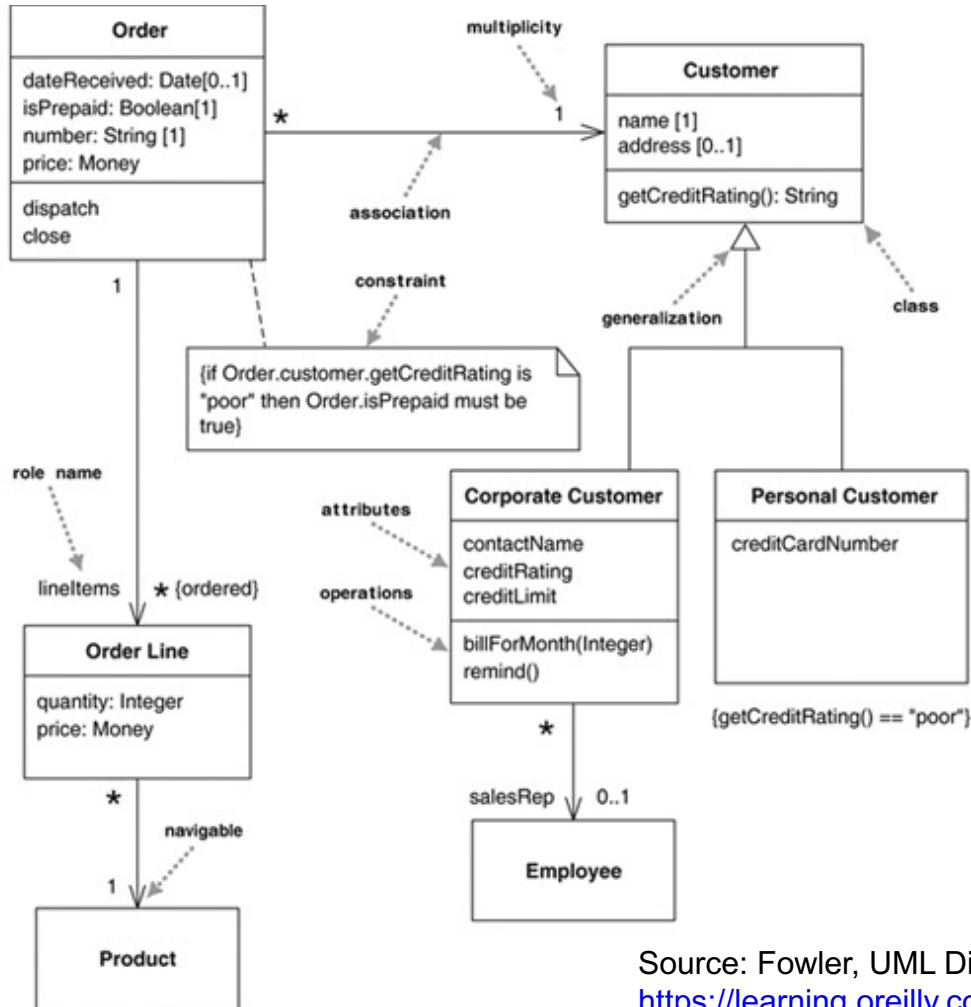 Order
dateReceived: Date[0..1]
isPrepaid: Boolean[1]
number: String [1]
price: Money
dispatch
close
multiplicity
*
1
association
Customer
name [1]
address [0..1]
getCreditRating(): String
class
generalization
1
constraint
{if Order.customer.getCreditRating is
"poor" then Order.isPrepaid must be
true}
role name
lineItems
* {ordered}
Order Line
quantity: Integer
price: Money
*
navigable
1
Product
attributes
operations
Corporate Customer
contactName
creditRating
creditLimit
billForMonth(Integer)
remind()
*
salesRep
0..1
Employee
Personal Customer
creditCardNumber
{getCreditRating() == "poor"}
Source: Fowler, UML Di
https://learning.oreilly.co